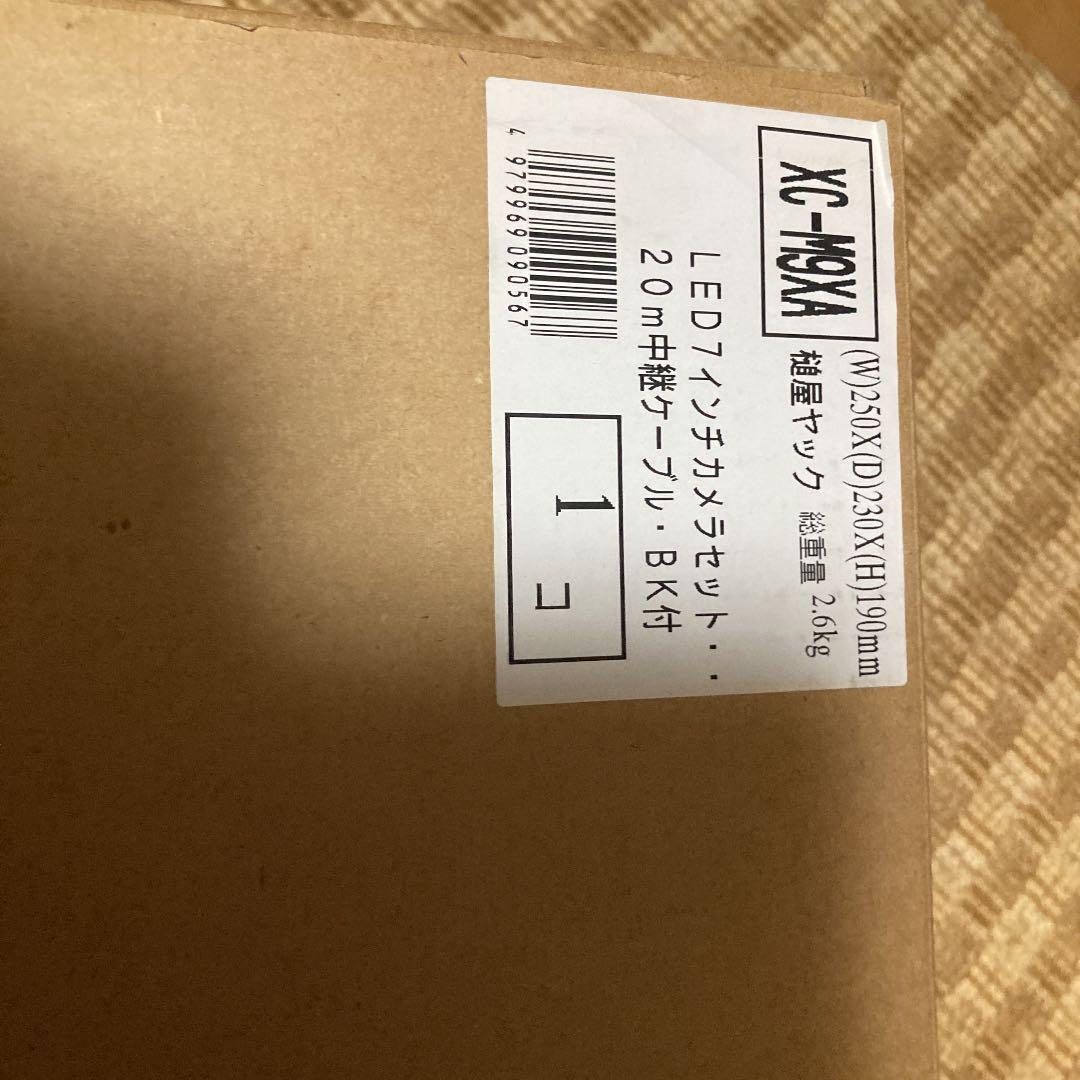 (W)250X(D)230X(H)190mm
XC-M9XA
槌屋ヤック 総重量 2.6kg
LED7インチカメラセット・・
20m中継ケーブル・BK付
1 コ
4 979969 090567